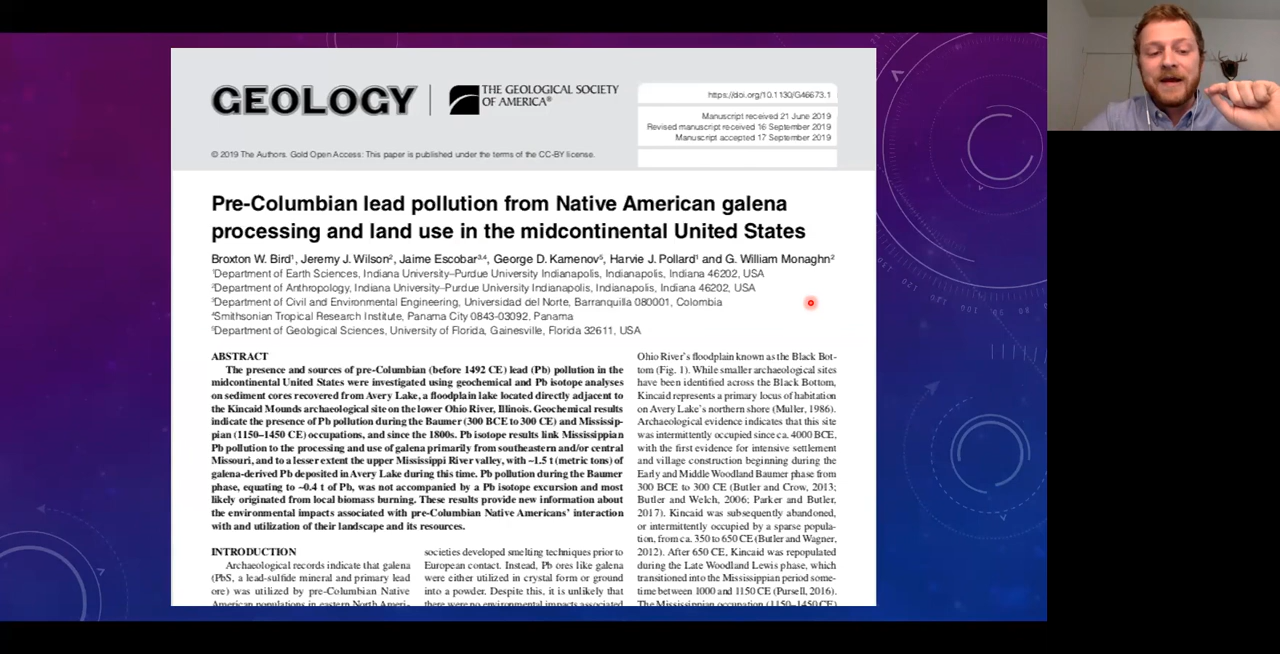 GEOLOGY
THE GEOLOGICAL SOCIETY
OF AMERICA®
https://doi.org/10.1130/G46673.1
Manuscript received 21 June 2019
Revised manuscript received 16 September 2019
Manuscript accepted 17 September 2019
© 2019 The Authors. Gold Open Access: This paper is published under the terms of the CC-BY license.
Pre-Columbian lead pollution from Native American galena
processing and land use in the midcontinental United States
Broxton W. Bird¹, Jeremy J. Wilson², Jaime Escobar³,⁴, George D. Kamenov⁵, Harvie J. Pollard¹ and G. William Monaghn²
¹Department of Earth Sciences, Indiana University–Purdue University Indianapolis, Indianapolis, Indiana 46202, USA
²Department of Anthropology, Indiana University–Purdue University Indianapolis, Indianapolis, Indiana 46202, USA
³Department of Civil and Environmental Engineering, Universidad del Norte, Barranquilla 080001, Colombia
⁴Smithsonian Tropical Research Institute, Panama City 0843-03092, Panama
⁵Department of Geological Sciences, University of Florida, Gainesville, Florida 32611, USA
ABSTRACT
The presence and sources of pre-Columbian (before 1492 CE) lead (Pb) pollution in the
midcontinental United States were investigated using geochemical and Pb isotope analyses
on sediment cores recovered from Avery Lake, a floodplain lake located directly adjacent to
the Kincaid Mounds archaeological site on the lower Ohio River, Illinois. Geochemical results
indicate the presence of Pb pollution during the Baumer (300 BCE to 300 CE) and Mississip-
pian (1150–1450 CE) occupations, and since the 1800s. Pb isotope results link Mississippian
Pb pollution to the processing and use of galena primarily from southeastern and/or central
Missouri, and to a lesser extent the upper Mississippi River valley, with ~1.5 t (metric tons) of
galena-derived Pb deposited in Avery Lake during this time. Pb pollution during the Baumer
phase, equating to ~0.4 t of Pb, was not accompanied by a Pb isotope excursion and most
likely originated from local biomass burning. These results provide new information about
the environmental impacts associated with pre-Columbian Native Americans' interaction
with and utilization of their landscape and its resources.
INTRODUCTION
Archaeological records indicate that galena
(PbS, a lead-sulfide mineral and primary lead
ore) was utilized by pre-Columbian Native
American populations in eastern North Ameri-
societies developed smelting techniques prior to
European contact. Instead, Pb ores like galena
were either utilized in crystal form or ground
into a powder. Despite this, it is unlikely that
there were no environmental impacts associated
Ohio River's floodplain known as the Black Bot-
tom (Fig. 1). While smaller archaeological sites
have been identified across the Black Bottom,
Kincaid represents a primary locus of habitation
on Avery Lake's northern shore (Muller, 1986).
Archaeological evidence indicates that this site
was intermittently occupied since ca. 4000 BCE,
with the first evidence for intensive settlement
and village construction beginning during the
Early and Middle Woodland Baumer phase from
300 BCE to 300 CE (Butler and Crow, 2013;
Butler and Welch, 2006; Parker and Butler,
2017). Kincaid was subsequently abandoned,
or intermittently occupied by a sparse popula-
tion, from ca. 350 to 650 CE (Butler and Wagner,
2012). After 650 CE, Kincaid was repopulated
during the Late Woodland Lewis phase, which
transitioned into the Mississippian period some-
time between 1000 and 1150 CE (Pursell, 2016).
The Mississippian occupation (1150–1450 CE)